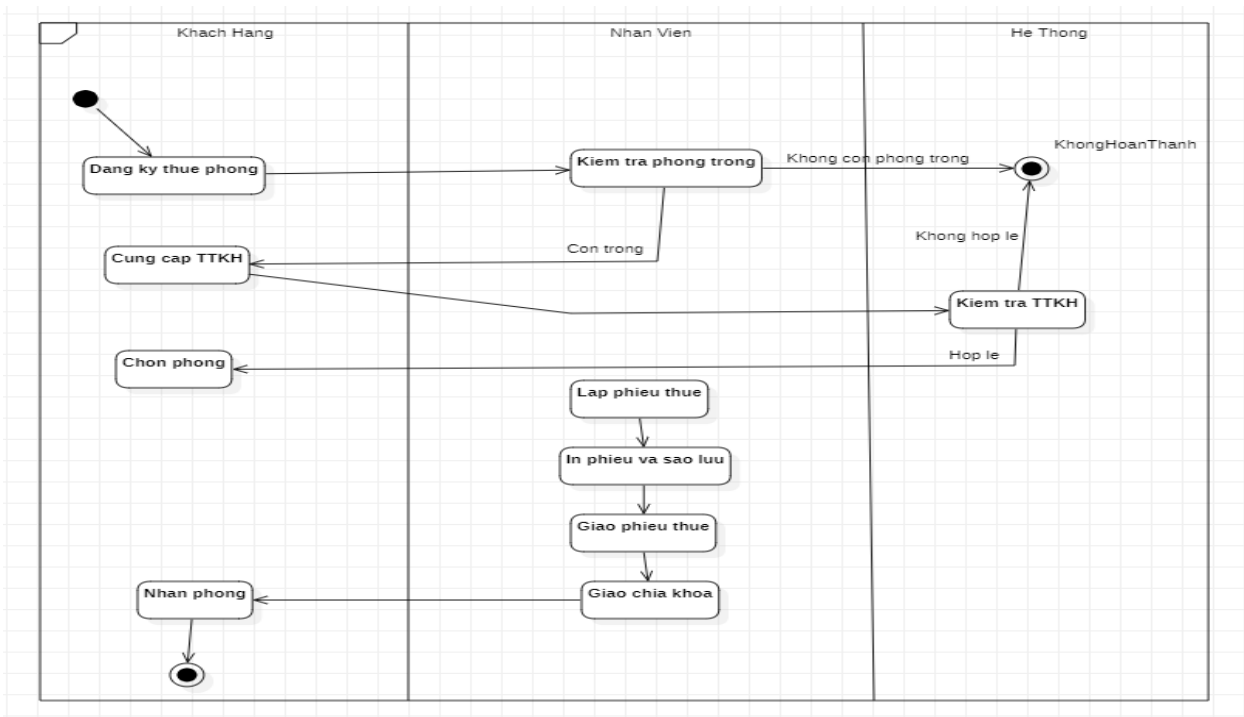 Khach Hang
Nhan Vien
He Thong
KhongHoanThanh
Dang ky thue phong
Kiem tra phong trong
Khong con phong trong
Khong hop le
Con trong
Cung cap TTKH
Kiem tra TTKH
Hop le
Chon phong
Lap phieu thue
In phieu va sao luu
Giao phieu thue
Nhan phong
Giao chia khoa